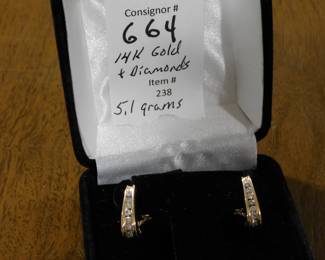 Consignor #
664
14K Gold
+ Diamonds
Item #
238
5.1 grams